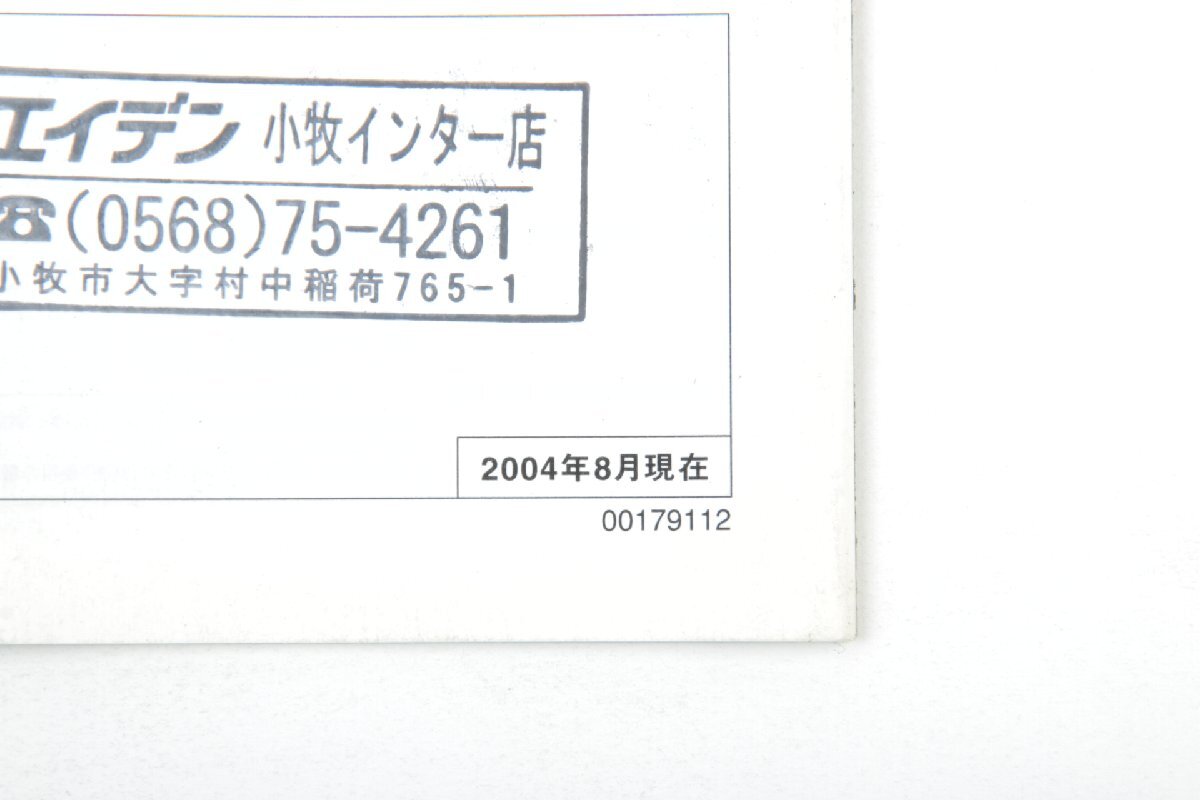 エイデン 小牧インター店
☎(0568)75-4261
小牧市大字村中稲荷765-1
2004年8月現在
00179112